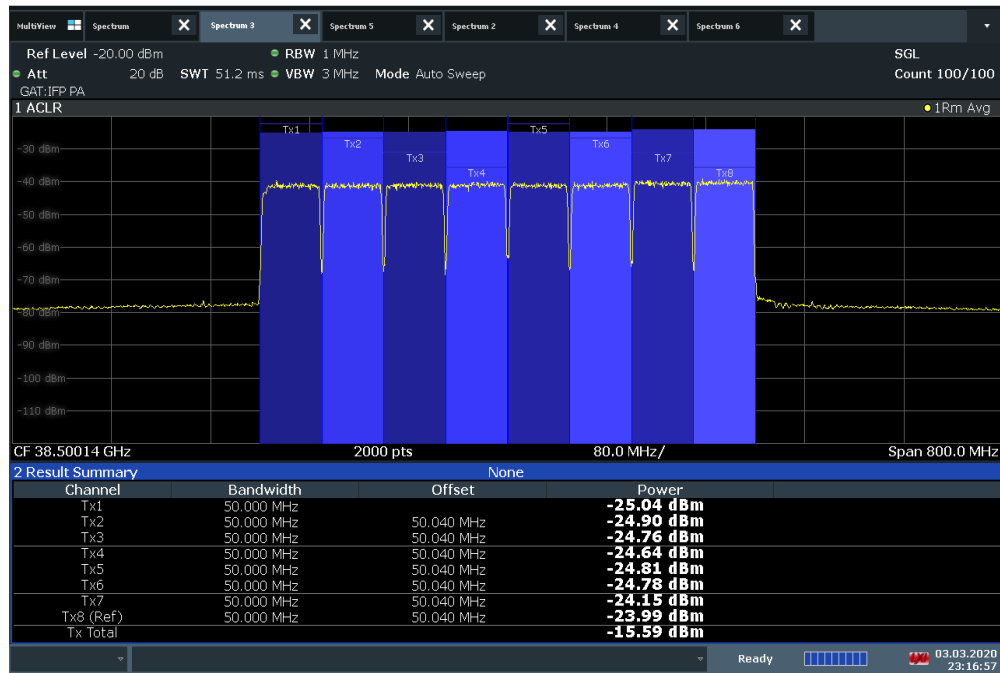 MultiView Spectrum X Spectrum 3 X Spectrum 5 X Spectrum 2 X Spectrum 4 X Spectrum 6 X
Ref Level -20.00 dBm RBW 1 MHz SGL
Att 20 dB SWT 51.2 ms VBW 3 MHz Mode Auto Sweep Count 100/100
GAT:IFP PA
1 ACLR 1Rm Avg
Tx1 Tx5
Tx2 Tx6
-30 dBm
Tx3 Tx7
Tx4 Tx8
-40 dBm
-50 dBm
-60 dBm
-70 dBm
-80 dBm
-90 dBm
-100 dBm
-110 dBm
CF 38.50014 GHz 2000 pts 80.0 MHz/ Span 800.0 MHz
2 Result Summary None
Channel Bandwidth Offset Power
Tx1 50.000 MHz -25.04 dBm
Tx2 50.000 MHz 50.040 MHz -24.90 dBm
Tx3 50.000 MHz 50.040 MHz -24.76 dBm
Tx4 50.000 MHz 50.040 MHz -24.64 dBm
Tx5 50.000 MHz 50.040 MHz -24.81 dBm
Tx6 50.000 MHz 50.040 MHz -24.78 dBm
Tx7 50.000 MHz 50.040 MHz -24.15 dBm
Tx8 (Ref) 50.000 MHz 50.040 MHz -23.99 dBm
Tx Total -15.59 dBm
Ready 03.03.2020
23:16:57